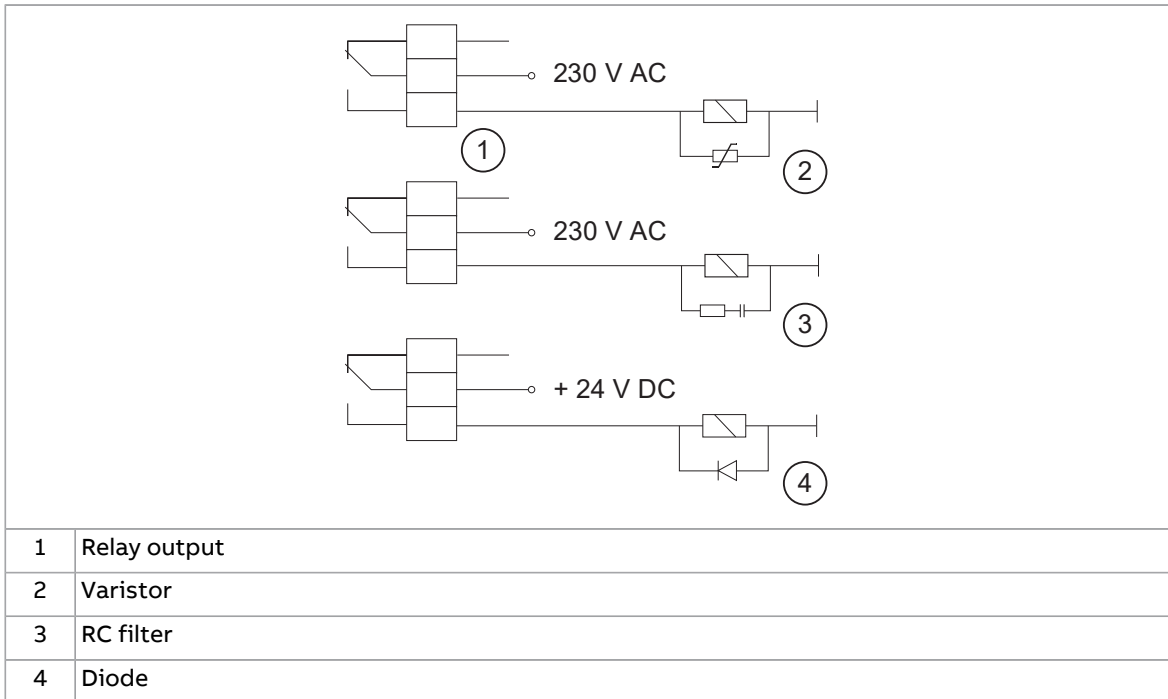 230 V AC
1
2
230 V AC
3
+ 24 V DC
4
1 Relay output
2 Varistor
3 RC filter
4 Diode